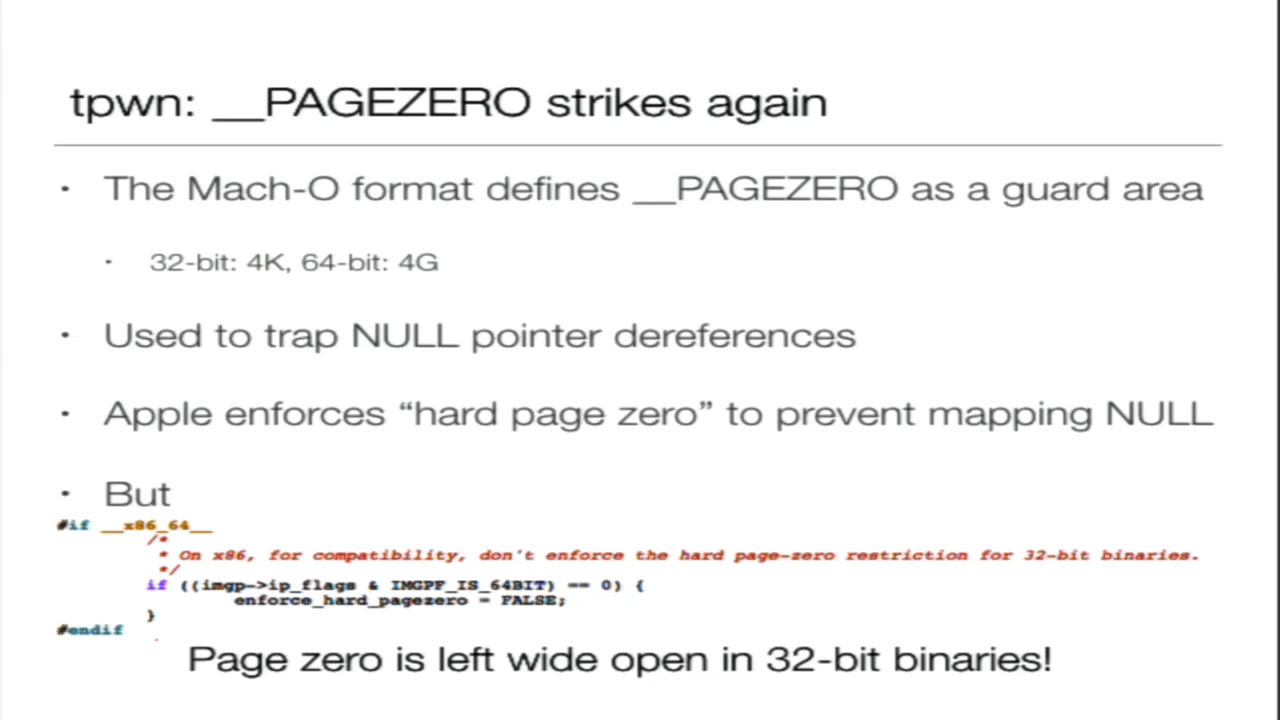 tpwn: __PAGEZERO strikes again
• The Mach-O format defines __PAGEZERO as a guard area
• 32-bit: 4K, 64-bit: 4G
• Used to trap NULL pointer dereferences
• Apple enforces “hard page zero” to prevent mapping NULL
• But
#if __x86_64__
/*
* On x86, for compatibility, don't enforce the hard page-zero restriction for 32-bit binaries.
*/
if ((imgp->ip_flags & IMGPF_IS_64BIT) == 0) {
enforce_hard_pagezero = FALSE;
}
#endif
Page zero is left wide open in 32-bit binaries!